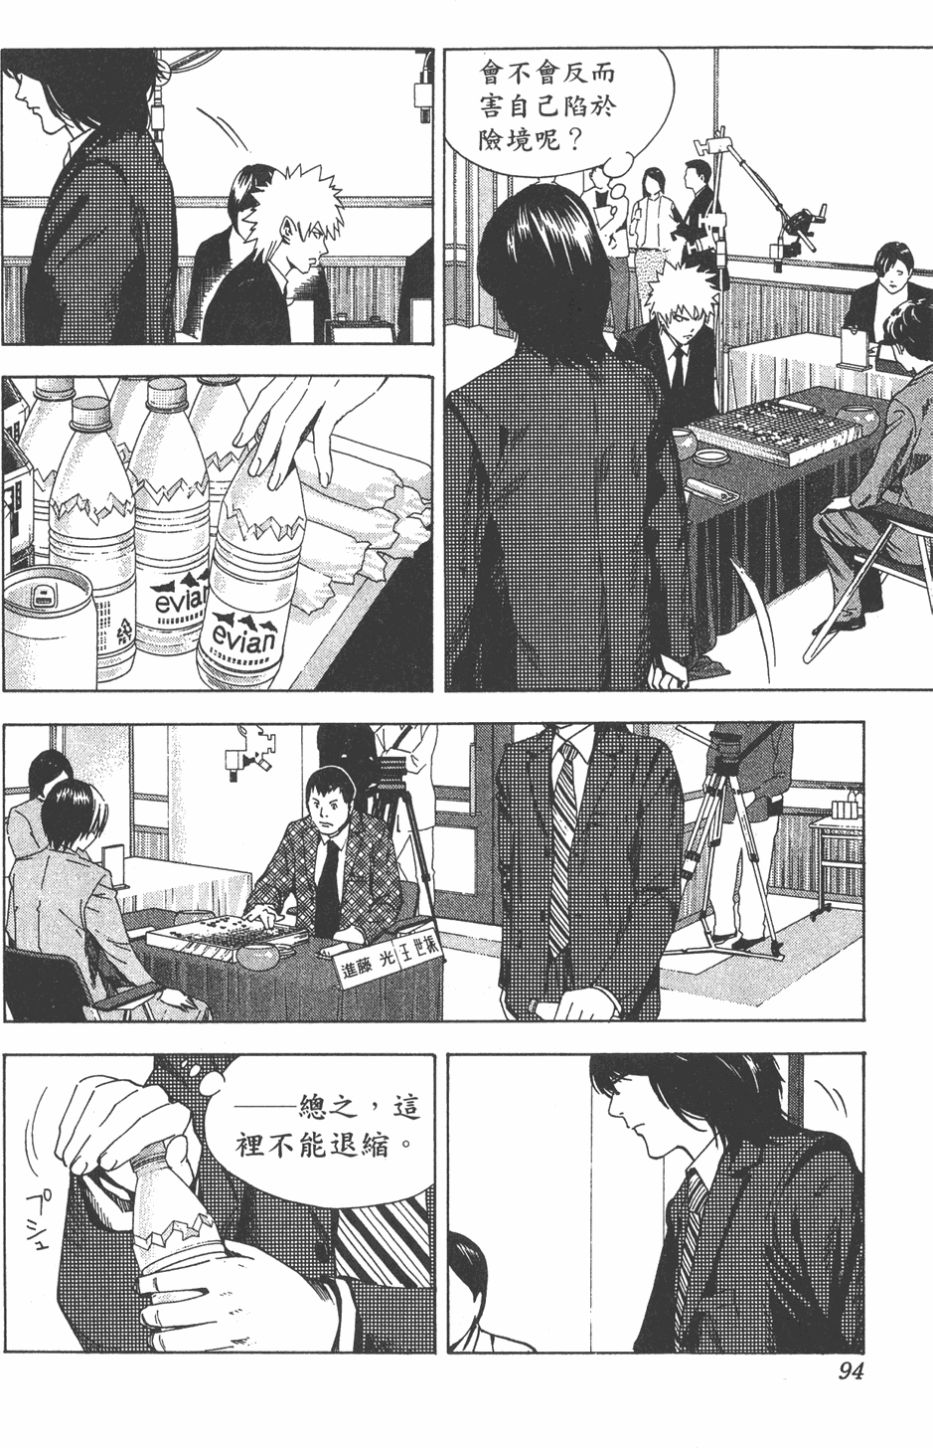 會不會反而
害自己陷於
險境呢？
evian
evian
進藤 光
王世振
——總之，這
裡不能退縮。
プシュ
94